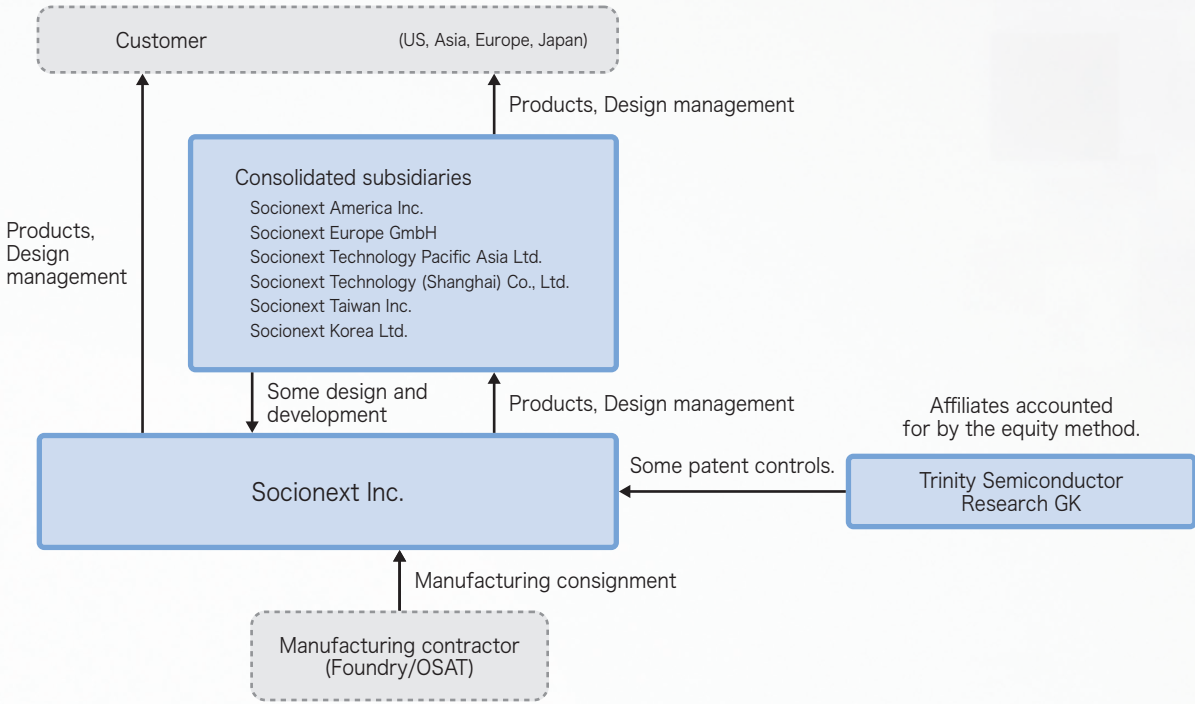 Customer
(US, Asia, Europe, Japan)
Products, Design management
Consolidated subsidiaries
Socionext America Inc.
Socionext Europe GmbH
Socionext Technology Pacific Asia Ltd.
Socionext Technology (Shanghai) Co., Ltd.
Socionext Taiwan Inc.
Socionext Korea Ltd.
Products,
Design
management
Some design and
development
Products, Design management
Affiliates accounted
for by the equity method.
Socionext Inc.
Some patent controls.
Trinity Semiconductor
Research GK
Manufacturing consignment
Manufacturing contractor
(Foundry/OSAT)